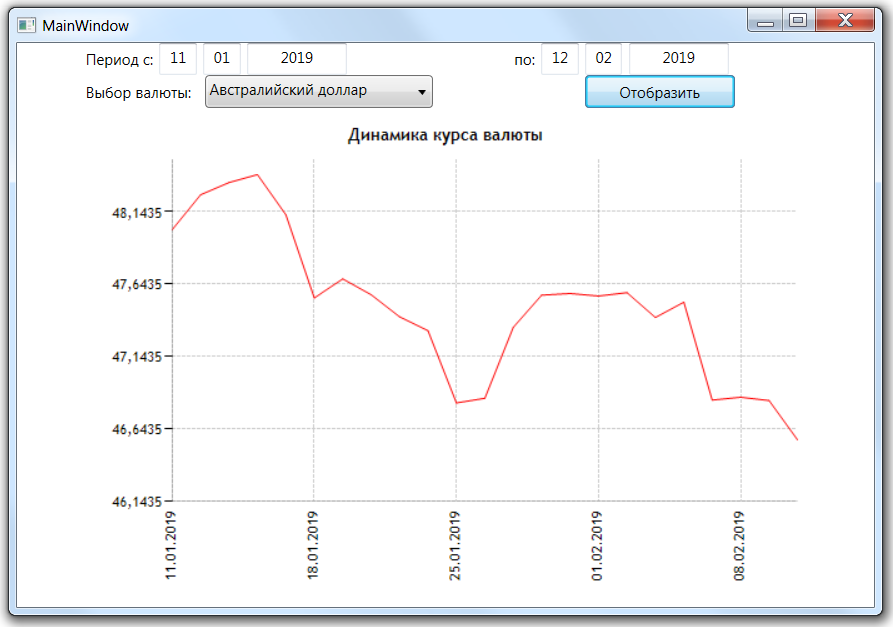 MainWindow
Период с: 11 01 2019 по: 12 02 2019
Выбор валюты: Австралийский доллар Отобразить
Динамика курса валюты
48,1435
47,6435
47,1435
46,6435
46,1435
11.01.2019
18.01.2019
25.01.2019
01.02.2019
08.02.2019